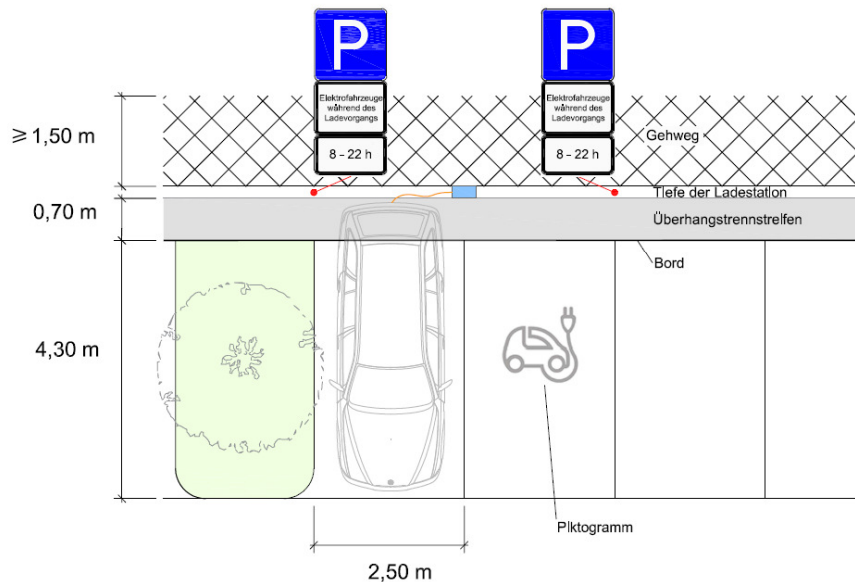 P
P
Elektrofahrzeuge
während des
Ladevorgangs
Elektrofahrzeuge
während des
Ladevorgangs
8 – 22 h
8 – 22 h
Gehweg
≥ 1,50 m
Tiefe der Ladestation
0,70 m
Überhangstrennstreifen
Bord
4,30 m
Piktogramm
2,50 m